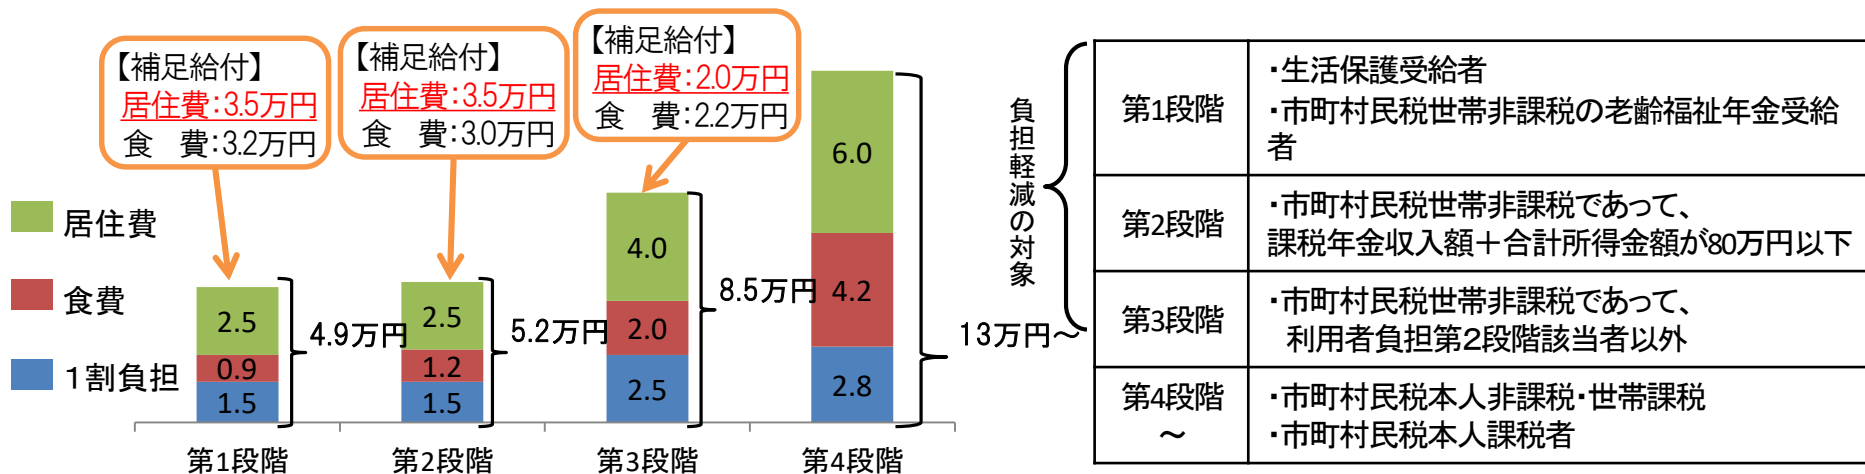 【補足給付】
居住費:3.5万円
食　費:3.2万円
【補足給付】
居住費:3.5万円
食　費:3.0万円
【補足給付】
居住費:2.0万円
食　費:2.2万円
居住費
食費
1割負担
2.5
0.9
1.5
4.9万円
2.5
1.2
1.5
5.2万円
4.0
2.0
2.5
8.5万円
6.0
4.2
2.8
13万円～
第1段階
第2段階
第3段階
第4段階
負担軽減の対象
第1段階
・生活保護受給者
・市町村民税世帯非課税の老齢福祉年金受給
者
第2段階
・市町村民税世帯非課税であって、
課税年金収入額＋合計所得金額が80万円以下
第3段階
・市町村民税世帯非課税であって、
利用者負担第2段階該当者以外
第4段階
～
・市町村民税本人非課税・世帯課税
・市町村民税本人課税者